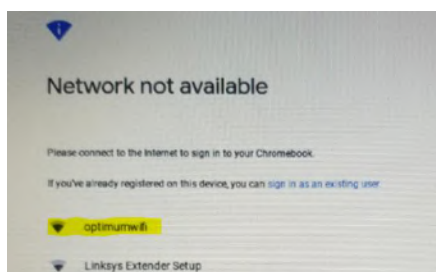 Network not available
Please connect to the Internet to sign in to your Chromebook.
If you've already registered on this device, you can sign in as an existing user.
optimumwifi
Linksys Extender Setup